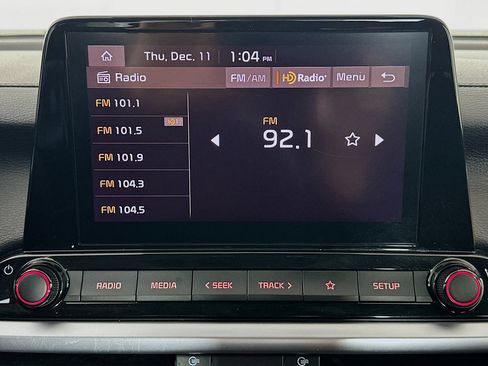 Thu, Dec. 11 1:04 PM
Radio FM/AM HD Radio® Menu
FM 101.1
FM 101.5
FM 101.9
FM 104.3
FM 104.5
FM
92.1
RADIO MEDIA < SEEK TRACK > SETUP